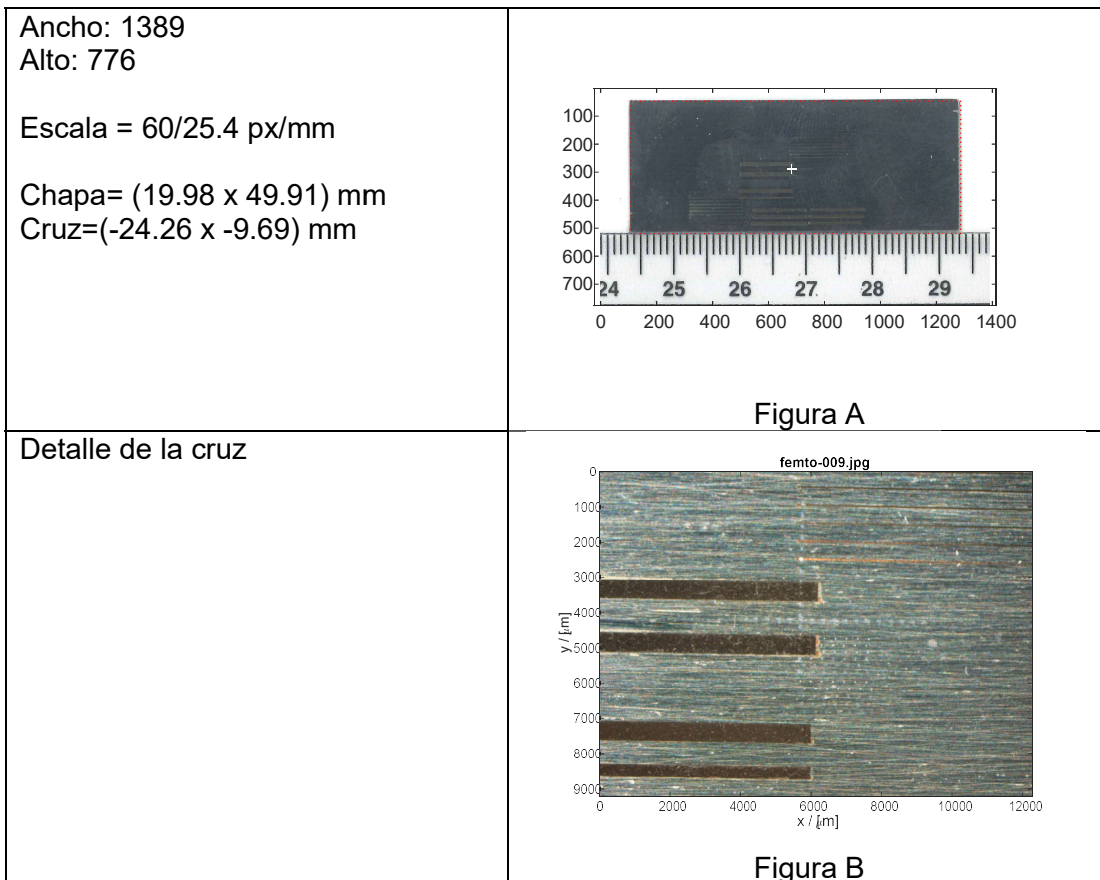 Ancho: 1389
Alto: 776
Escala = 60/25.4 px/mm
Chapa= (19.98 x 49.91) mm
Cruz=(-24.26 x -9.69) mm
100
200
300
400
500
600
700
24 25 26 27 28 29
0 200 400 600 800 1000 1200 1400
Figura A
Detalle de la cruz
femto-009.jpg
0
1000
2000
3000
4000
5000
6000
7000
8000
9000
y / [μm]
0 2000 4000 6000 8000 10000 12000
x / [μm]
Figura B